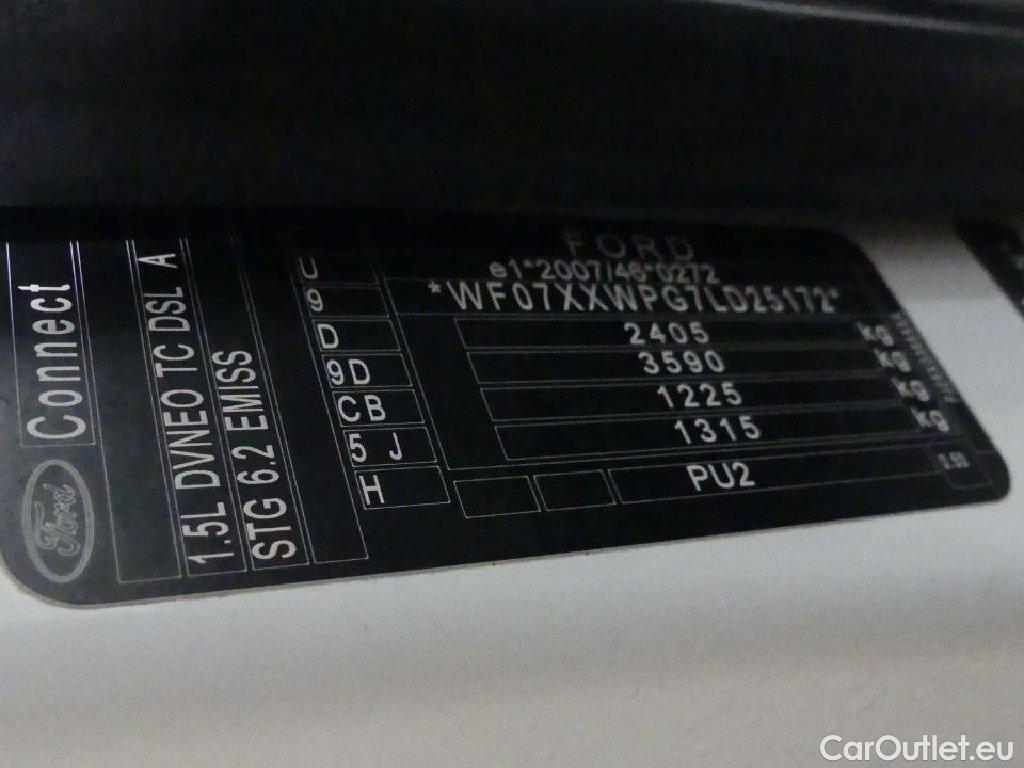 FORD
e1*2007/46*0272
*WF07XXWPG7LD25172*
2405 kg
3590 kg
1225 kg
1315 kg
PU2
U
9
D
9D
CB
5 J
H
Connect
Ford
1.5L DVNEO TC DSL A
STG 6.2 EMISS
CarOutlet.eu